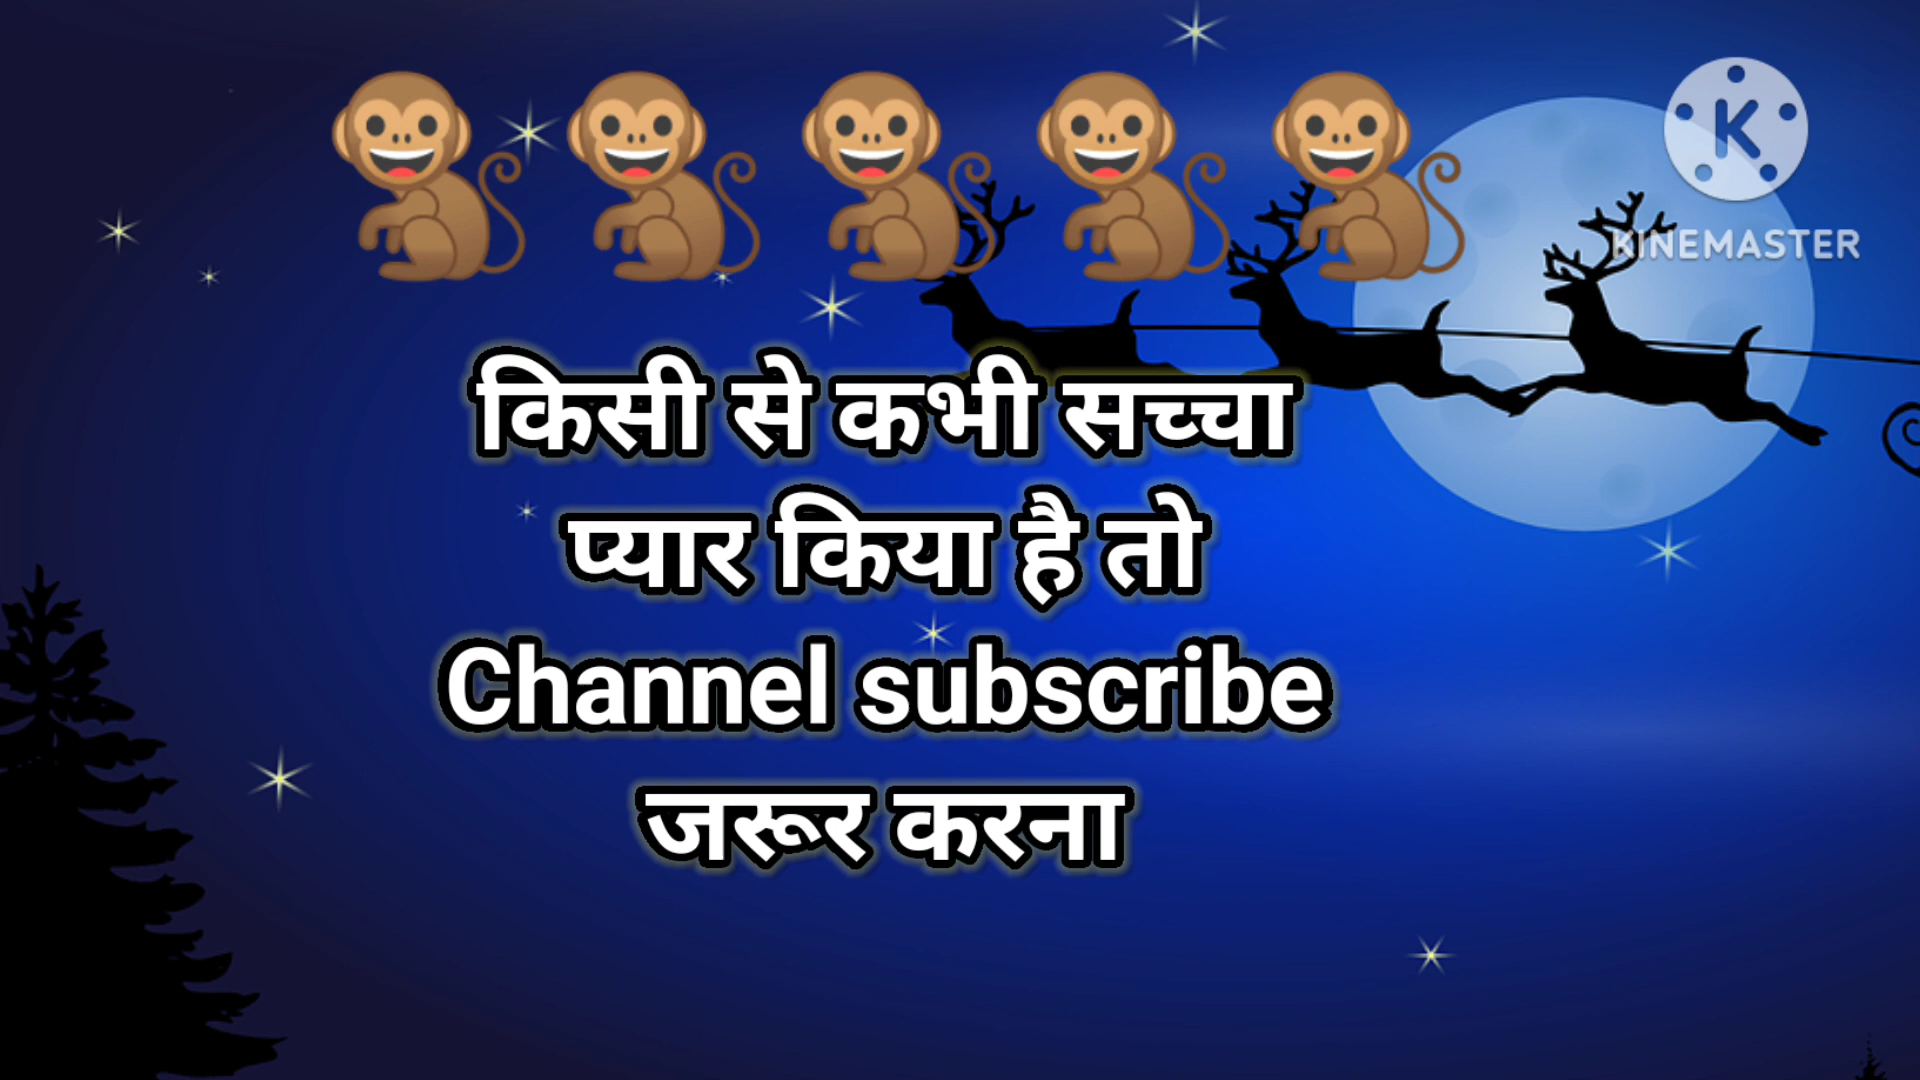 K
KINEMASTER
किसी से कभी सच्चा
प्यार किया है तो
Channel subscribe
जरूर करना